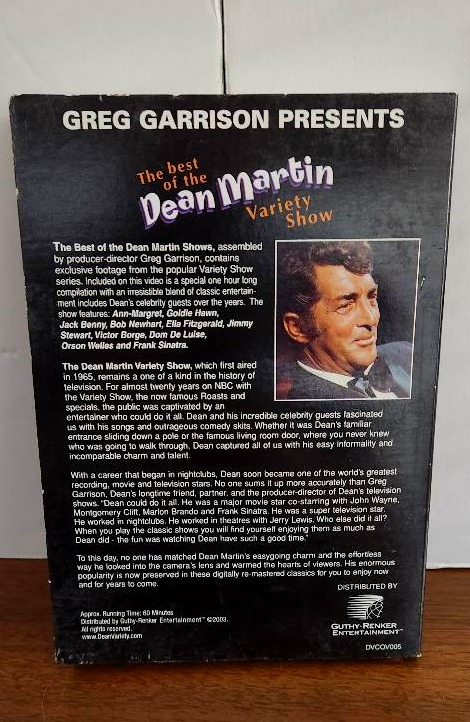 GREG GARRISON PRESENTS
The best
of the
Dean Martin
Variety
Show
The Best of the Dean Martin Shows, assembled
by producer-director Greg Garrison, contains
exclusive footage from the popular Variety Show
series. Included on this video is a special one hour long
compilation with an irresistible blend of classic entertain-
ment includes Dean's celebrity guests over the years. The
show features: Ann-Margret, Goldie Hawn,
Jack Benny, Bob Newhart, Ella Fitzgerald, Jimmy
Stewart, Victor Borge, Dom De Luise,
Orson Welles and Frank Sinatra.
The Dean Martin Variety Show, which first aired
in 1965, remains a one of a kind in the history of
television. For almost twenty years on NBC with
the Variety Show, the now famous Roasts and
specials, the public was captivated by an
entertainer who could do it all. Dean and his incredible celebrity guests fascinated
us with his songs and outrageous comedy skits. Whether it was Dean's familiar
entrance sliding down a pole or the famous living room door, where you never knew
who was going to walk through, Dean captured all of us with his easy informality and
incomparable charm and talent.
With a career that began in nightclubs, Dean soon became one of the world's greatest
recording, movie and television stars. No one sums it up more accurately than Greg
Garrison, Dean's longtime friend, partner, and the producer-director of Dean's television
shows. "Dean could do it all. He was a major movie star co-starring with John Wayne,
Montgomery Clift, Marlon Brando and Frank Sinatra. He was a super television star.
He worked in nightclubs. He worked in theatres with Jerry Lewis. Who else did it all?
When you play the classic shows you will find yourself enjoying them as much as
Dean did - the fun was watching Dean have such a good time."
To this day, no one has matched Dean Martin's easygoing charm and the effortless
way he looked into the camera's lens and warmed the hearts of viewers. His enormous
popularity is now preserved in these digitally re-mastered classics for you to enjoy now
and for years to come.
DISTRIBUTED BY
Approx. Running Time: 60 Minutes
Distributed by Guthy-Renker Entertainment™ ©2003.
All rights reserved.
www.DeanVariety.com
GUTHY-RENKER
ENTERTAINMENT™
DVCOV005